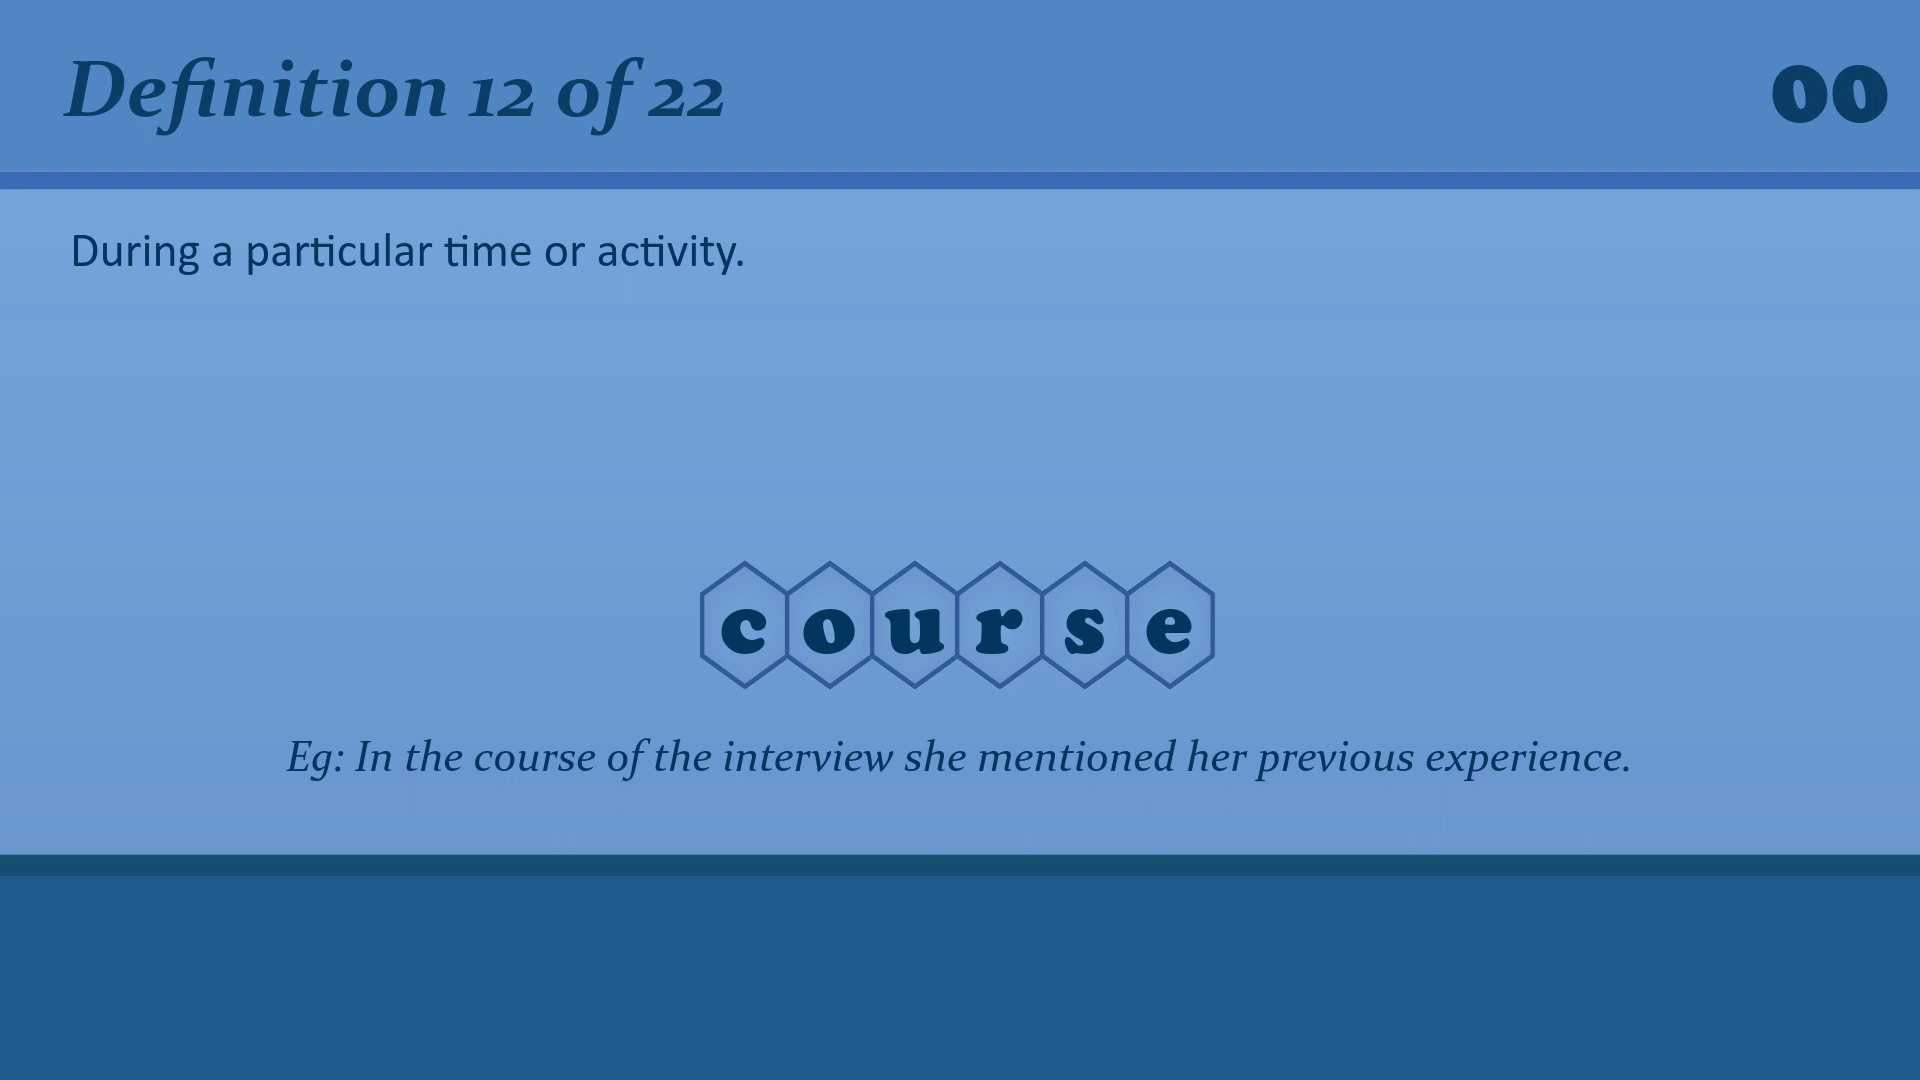 Definition 12 of 22
00
During a particular time or activity.
course
Eg: In the course of the interview she mentioned her previous experience.